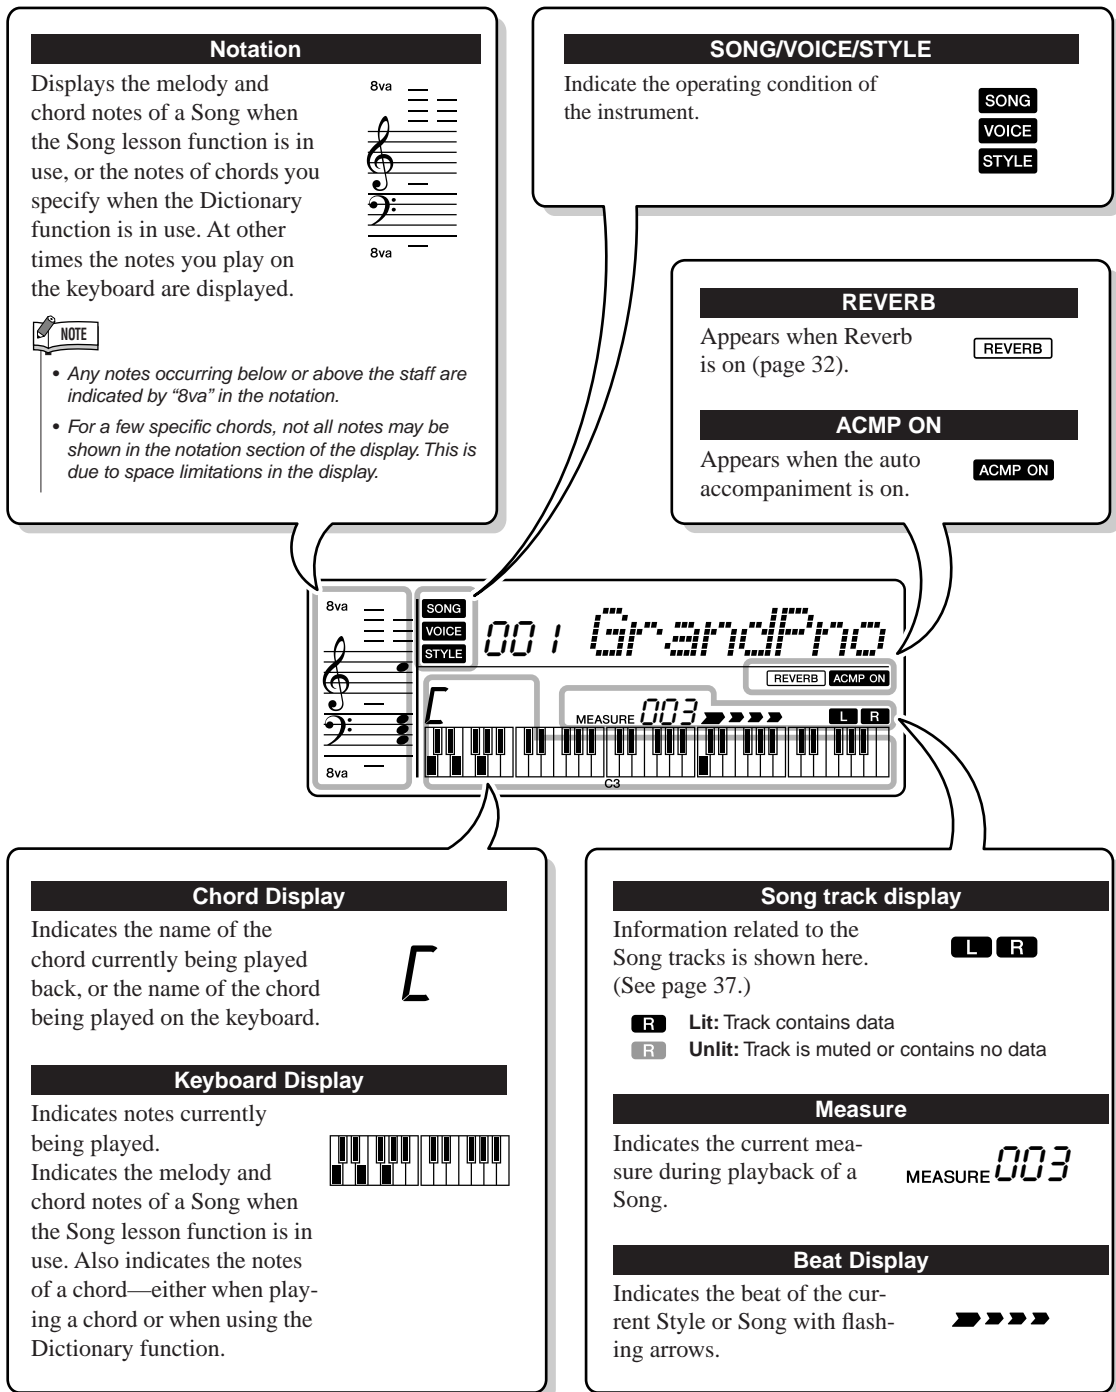 Notation
Displays the melody and
chord notes of a Song when
the Song lesson function is in
use, or the notes of chords you
specify when the Dictionary
function is in use. At other
times the notes you play on
the keyboard are displayed.
8va
8va
NOTE
• Any notes occurring below or above the staff are
indicated by “8va” in the notation.
• For a few specific chords, not all notes may be
shown in the notation section of the display. This is
due to space limitations in the display.
SONG/VOICE/STYLE
Indicate the operating condition of
the instrument.
SONG
VOICE
STYLE
REVERB
Appears when Reverb
is on (page 32).
REVERB
ACMP ON
Appears when the auto
accompaniment is on.
ACMP ON
8va
8va
SONG
VOICE
STYLE
001 GrandPno
REVERB ACMP ON
C
MEASURE 003
L R
C3
Chord Display
Indicates the name of the
chord currently being played
back, or the name of the chord
being played on the keyboard.
C
Keyboard Display
Indicates notes currently
being played.
Indicates the melody and
chord notes of a Song when
the Song lesson function is in
use. Also indicates the notes
of a chord—either when play-
ing a chord or when using the
Dictionary function.
Song track display
Information related to the
Song tracks is shown here.
(See page 37.)
L R
R Lit: Track contains data
R Unlit: Track is muted or contains no data
Measure
Indicates the current mea-
sure during playback of a
Song.
MEASURE 003
Beat Display
Indicates the beat of the cur-
rent Style or Song with flash-
ing arrows.